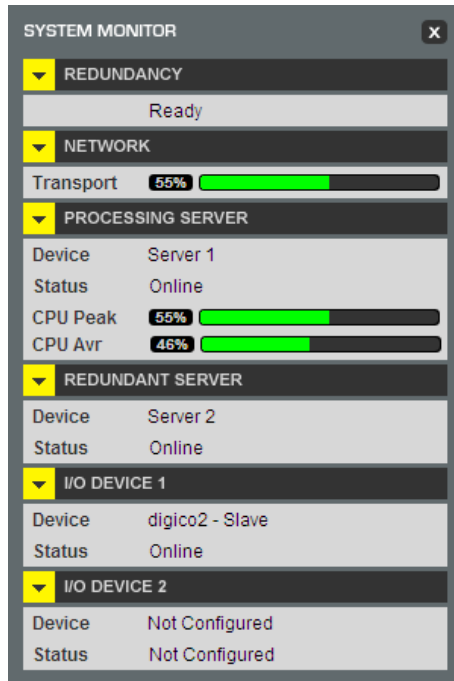 SYSTEM MONITOR X
REDUNDANCY
Ready
NETWORK
Transport 55%
PROCESSING SERVER
Device Server 1
Status Online
CPU Peak 55%
CPU Avr 46%
REDUNDANT SERVER
Device Server 2
Status Online
I/O DEVICE 1
Device digico2 - Slave
Status Online
I/O DEVICE 2
Device Not Configured
Status Not Configured